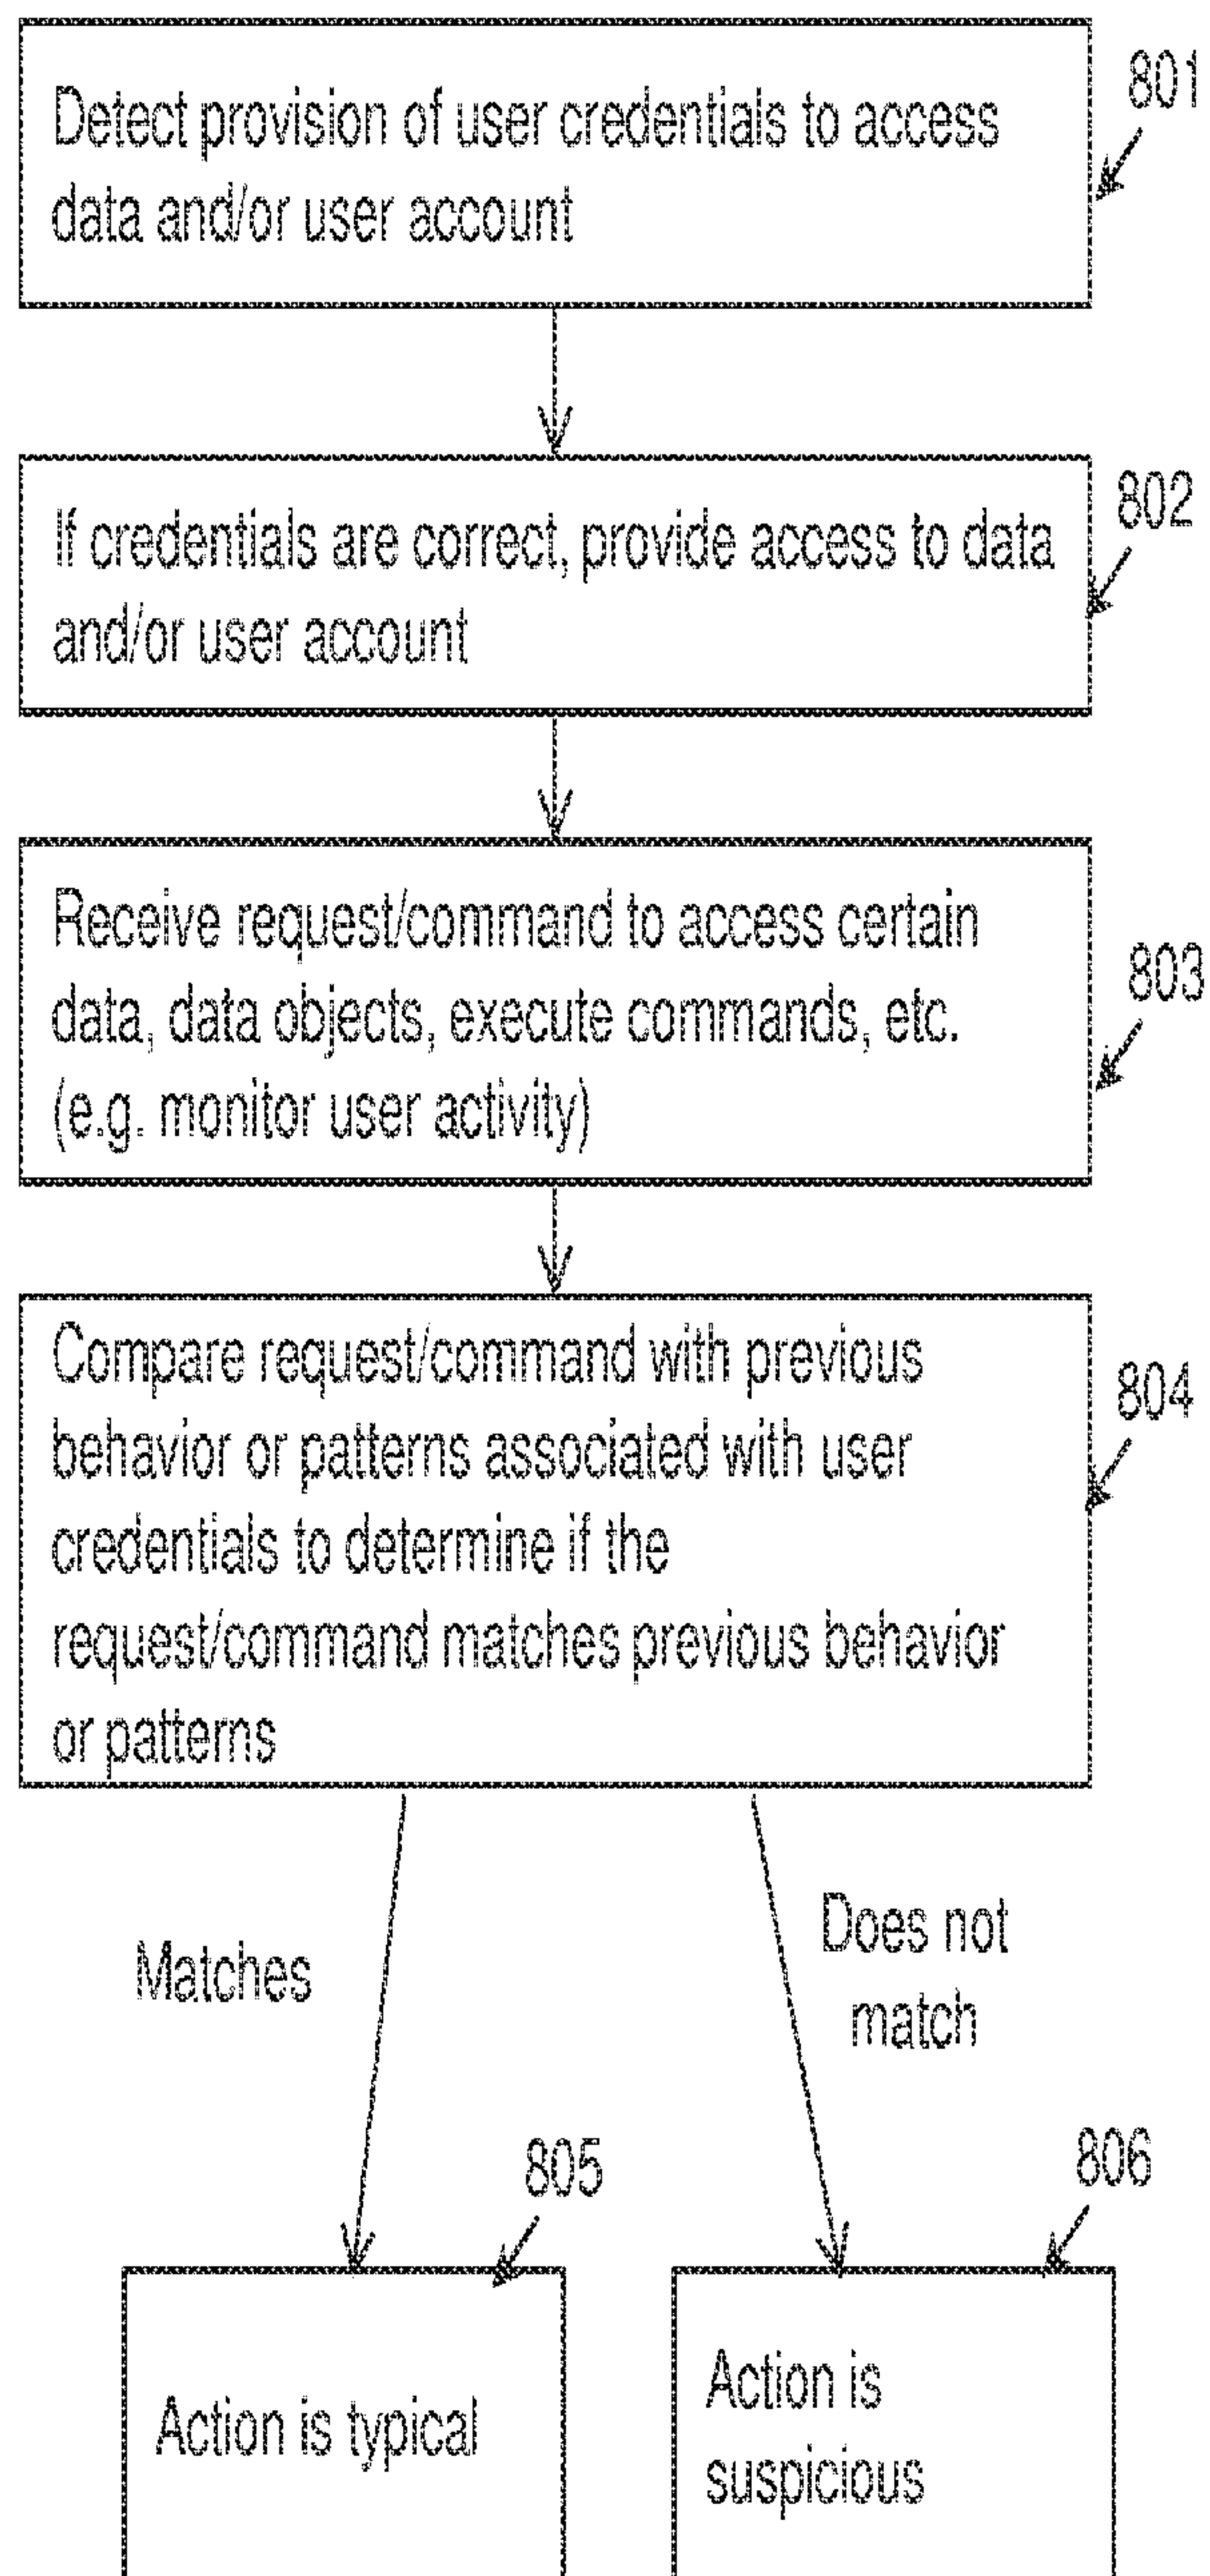 801
Detect provision of user credentials to access
data and/or user account
802
If credentials are correct, provide access to data
and/or user account
803
Receive request/command to access certain
data, data objects, execute commands, etc.
(e.g. monitor user activity)
804
Compare request/command with previous
behavior or patterns associated with user
credentials to determine if the
request/command matches previous behavior
or patterns
Matches
Does not
match
805
806
Action is typical
Action is
suspicious